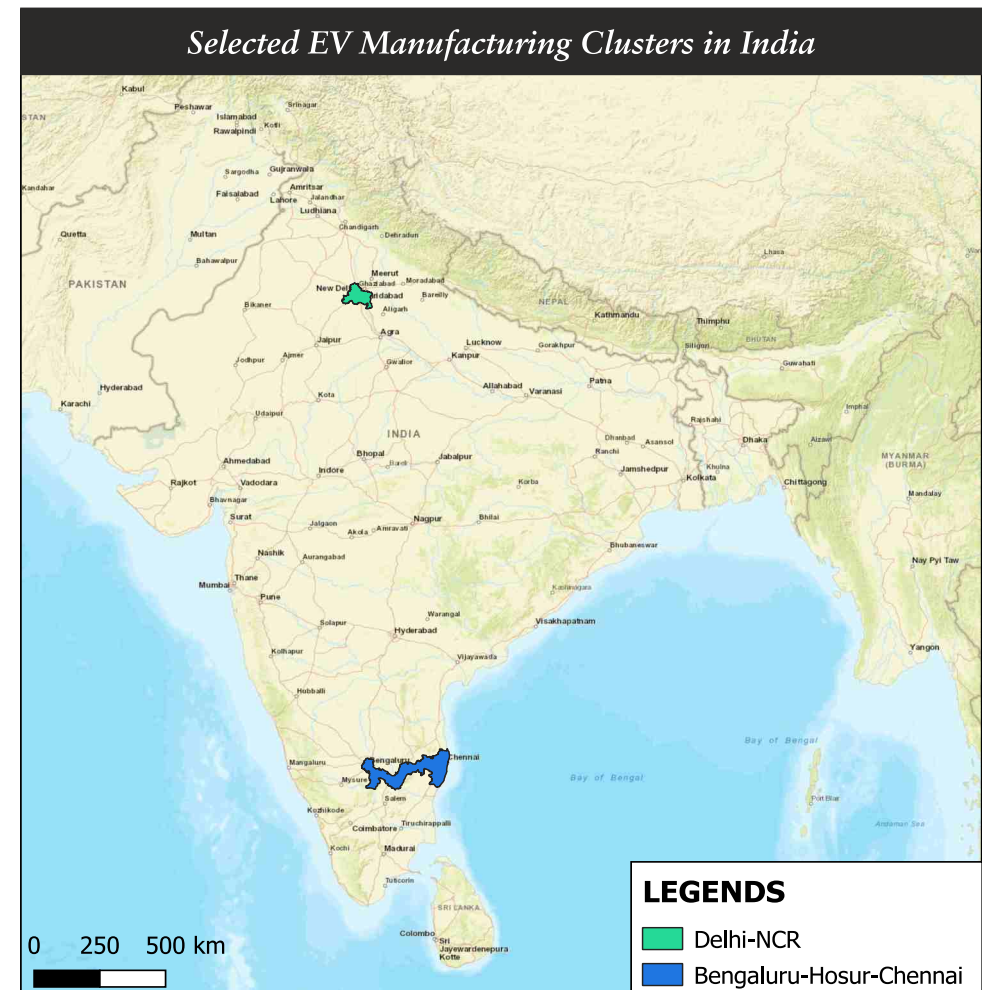 Selected EV Manufacturing Clusters in India
Kabul
Peshawar
Srinagar
Islamabad
Rawalpindi
Kotli
STAN
Sargodha
Gujranwala
Kandahar
Faisalabad
Amritsar
Lahore
Jalandhar
Ludhiana
Quetta
Multan
Chandigarh
Dehradun
Lhasa
Bahawalpur
PAKISTAN
Meerut
Ghaziabad
Moradabad
New Del
ridabad
Bareilly
Bikaner
Aligarh
NEPAL
Kathmandu
Thimphu
Agra
Jaipur
Lucknow
Gorakhpur
Siliguri
BHUTAN
Jodhpur
Ajmer
Gwalior
Kanpur
Guwahati
Hyderabad
Karachi
Kota
Allahabad
Varanasi
Patna
Imphal
Udaipur
Rajshahi
INDIA
Dhanbad
Asansol
Dhaka
Aizawl
Ahmedabad
Bhopal
Bareli
Jabalpur
Ranchi
MYANMAR
(BURMA)
Rajkot
Vadodara
Indore
Korba
Jamshedpur
Kolkata
Khulna
Chittagong
Mandalay
Bhavnagar
Surat
Jalgaon
Akola
Amravati
Nagpur
Bhilai
Nashik
Aurangabad
Bhubaneswar
Nay Pyi Taw
Mumbai
Thane
Pune
Warangal
Solapur
Hyderabad
Visakhapatnam
Kolhapur
Vijayawada
Yangon
Hubballi
Bay of Bengal
Mangaluru
Bengaluru
Chennai
Mysuru
Bay of Bengal
Salem
Port Blair
Kozhikode
Coimbatore
Tiruchirappalli
Andaman Sea
Kochi
Madurai
Tuticorin
SRI LANKA
Colombo
Sri
Jayewardenepura
Kotte
0 250 500 km
LEGENDS
Delhi-NCR
Bengaluru-Hosur-Chennai